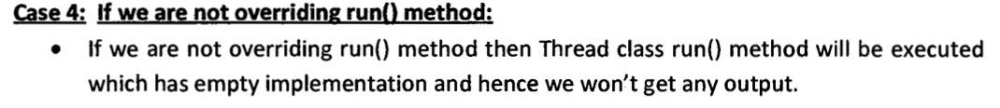 Case 4: If we are not overriding run() method:
• If we are not overriding run() method then Thread class run() method will be executed
which has empty implementation and hence we won't get any output.